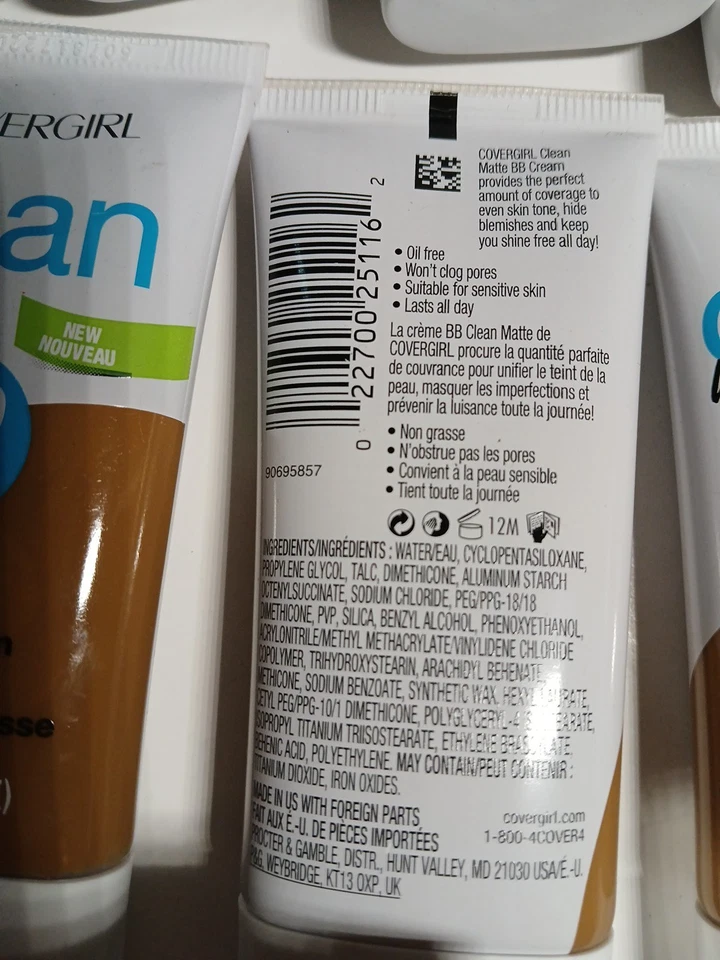 ERGIRL
an
NEW
NOUVEAU
sse
COVERGIRL Clean
Matte BB Cream
provides the perfect
amount of coverage to
even skin tone, hide
blemishes and keep
you shine free all day!
• Oil free
• Won't clog pores
• Suitable for sensitive skin
• Lasts all day
La crème BB Clean Matte de
COVERGIRL procure la quantité parfaite
de couvrance pour unifier le teint de la
peau, masquer les imperfections et
prévenir la luisance toute la journée!
• Non grasse
• N'obstrue pas les pores
• Convient à la peau sensible
• Tient toute la journée
0 22700 25116 2
90695857
12M
INGREDIENTS/INGRÉDIENTS : WATER/EAU, CYCLOPENTASILOXANE,
PROPYLENE GLYCOL, TALC, DIMETHICONE, ALUMINUM STARCH
OCTENYLSUCCINATE, SODIUM CHLORIDE, PEG/PPG-18/18
DIMETHICONE, PVP, SILICA, BENZYL ALCOHOL, PHENOXYETHANOL,
ACRYLONITRILE/METHYL METHACRYLATE/VINYLIDENE CHLORIDE
COPOLYMER, TRIHYDROXYSTEARIN, ARACHIDYL BEHENATE,
METHICONE, SODIUM BENZOATE, SYNTHETIC WAX, HEXYL LAURATE,
CETYL PEG/PPG-10/1 DIMETHICONE, POLYGLYCERYL-4 ISOSTEARATE,
ISOPROPYL TITANIUM TRIISOSTEARATE, ETHYLENE BRASSYLATE,
BEHENIC ACID, POLYETHYLENE. MAY CONTAIN/PEUT CONTENIR :
TITANIUM DIOXIDE, IRON OXIDES.
MADE IN US WITH FOREIGN PARTS
FAIT AUX É.-U. DE PIÈCES IMPORTÉES
covergirl.com
1-800-4COVER4
PROCTER & GAMBLE, DISTR., HUNT VALLEY, MD 21030 USA/É.-U.
P&G, WEYBRIDGE, KT13 0XP, UK